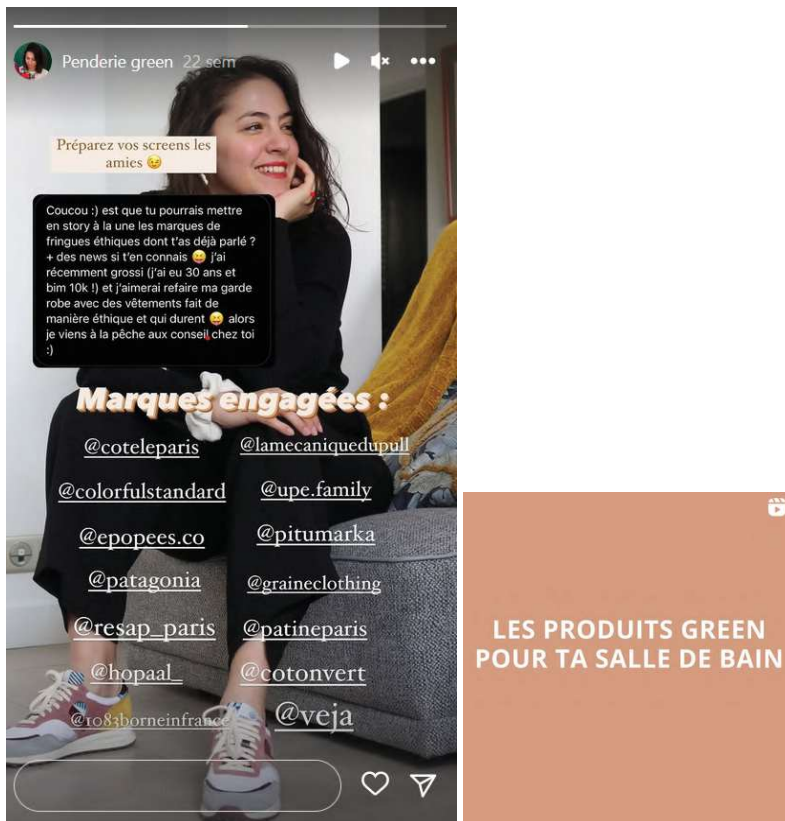 Penderie green 22 sem
Préparez vos screens les
amies 😉
Coucou :) est que tu pourrais mettre
en story à la une les marques de
fringues éthiques dont t'as déjà parlé ?
+ des news si t'en connais 😛 j'ai
récemment grossi (j'ai eu 30 ans et
bim 10k !) et j'aimerai refaire ma garde
robe avec des vêtements fait de
manière éthique et qui durent 😛 alors
je viens à la pêche aux conseil chez toi
:)
Marques engagées :
@coteleparis
@lamecaniquedupull
@colorfulstandard
@upe.family
@epopees.co
@pitumarka
@patagonia
@graineclothing
@resap_paris
@patineparis
@hopaal_
@cotonvert
@1083borneinfrance
@veja
LES PRODUITS GREEN
POUR TA SALLE DE BAIN